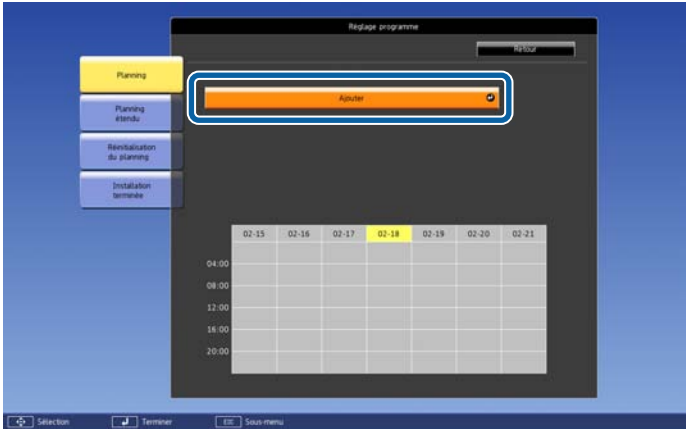 Réglage programme
Retour
Planning
Ajouter
Planning
étendu
Réinitialisation
du planning
Installation
terminée
02-15 02-16 02-17 02-18 02-19 02-20 02-21
04:00
08:00
12:00
16:00
20:00
Sélection Terminer ESC Sous-menu